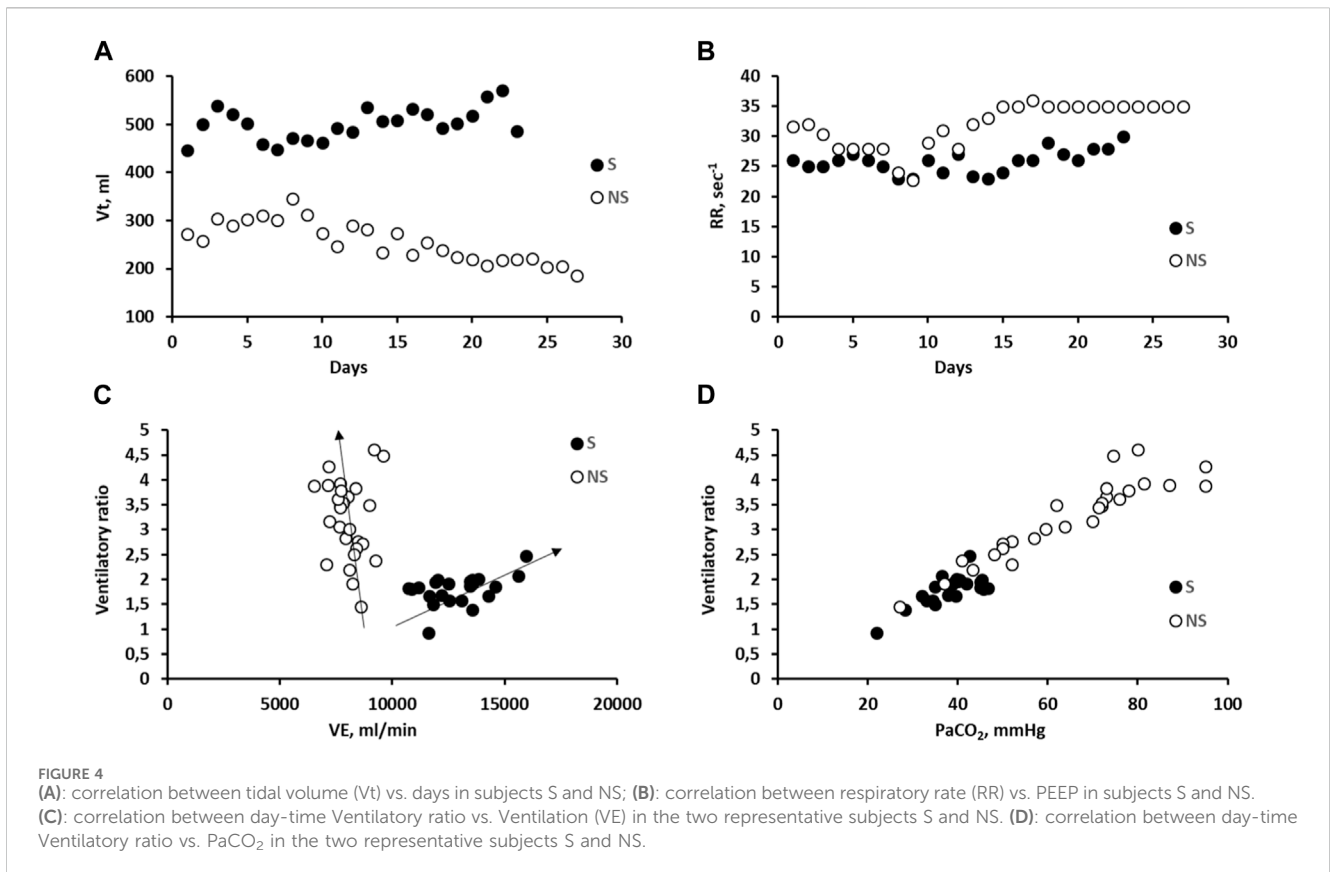 A
600
500
400
300
200
100
Vt, ml
0 5 10 15 20 25 30
Days
S
NS
B
40
35
30
25
20
15
10
5
0
RR, sec-1
0 5 10 15 20 25 30
Days
S
NS
C
5
4,5
4
3,5
3
2,5
2
1,5
1
0,5
0
Ventilatory ratio
0 5000 10000 15000 20000
VE, ml/min
S
NS
D
5
4,5
4
3,5
3
2,5
2
1,5
1
0,5
0
Ventilatory ratio
0 20 40 60 80 100
PaCO2, mmHg
S
NS
FIGURE 4
(A): correlation between tidal volume (Vt) vs. days in subjects S and NS; (B): correlation between respiratory rate (RR) vs. PEEP in subjects S and NS.
(C): correlation between day-time Ventilatory ratio vs. Ventilation (VE) in the two representative subjects S and NS. (D): correlation between day-time
Ventilatory ratio vs. PaCO2 in the two representative subjects S and NS.